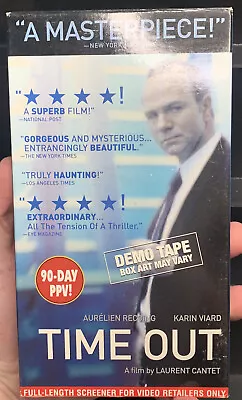 "A MASTERPIECE!"
—NEW YORK
"★ ★ ★ ★!
A SUPERB FILM!"
—NATIONAL POST
"GORGEOUS AND MYSTERIOUS...
ENTRANCINGLY BEAUTIFUL."
—THE NEW YORK TIMES
"TRULY HAUNTING!"
—LOS ANGELES TIMES
"★ ★ ★ ★!
EXTRAORDINARY...
All The Tension Of A Thriller."
—EYE MAGAZINE
DEMO TAPE
BOX ART MAY VARY
90-DAY
PPV!
AURÉLIEN RECOING KARIN VIARD
TIME OUT
A film by LAURENT CANTET
FULL-LENGTH SCREENER FOR VIDEO RETAILERS ONLY